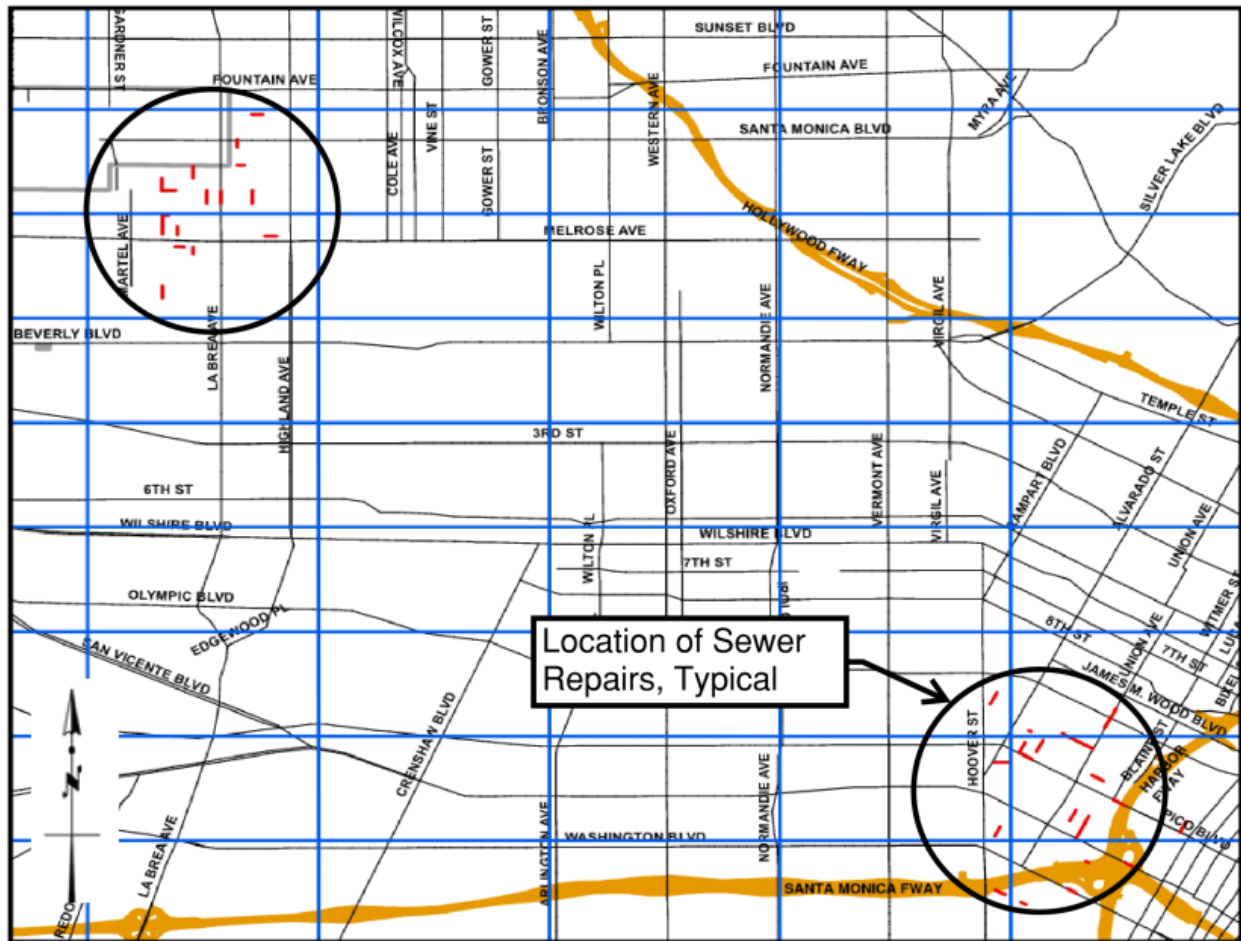 SUNSET BLVD
GARDNER ST
WILCOX AVE
GOWER ST
BRONSON AVE
FOUNTAIN AVE
FOUNTAIN AVE
WESTERN AVE
MYRA AVE
SANTA MONICA BLVD
VINE ST
COLE AVE
GOWER ST
SILVER LAKE BLVD
MARTEL AVE
MELROSE AVE
HOLLYWOOD FWAY
WILTON PL
NORMANDIE AVE
VIRGIL AVE
BEVERLY BLVD
LA BREA AVE
HIGHLAND AVE
TEMPLE ST
3RD ST
OXFORD AVE
VERMONT AVE
RAMPART BLVD
ALVARADO ST
6TH ST
VIRGIL AVE
UNION AVE
WILSHIRE BLVD
WILSHIRE BLVD
WILTON PL
7TH ST
OLYMPIC BLVD
EDGEWOOD PL
WITMER ST
8TH ST
UNION AVE
7TH ST
SAN VICENTE BLVD
Location of Sewer
Repairs, Typical
JAMES M. WOOD BLVD
N
CRENSHAW BLVD
HOOVER ST
BLAINE ST
HARBOR
FWAY
PICO BLVD
NORMANDIE AVE
WASHINGTON BLVD
LA BREA AVE
ARLINGTON AVE
SANTA MONICA FWAY
REDO